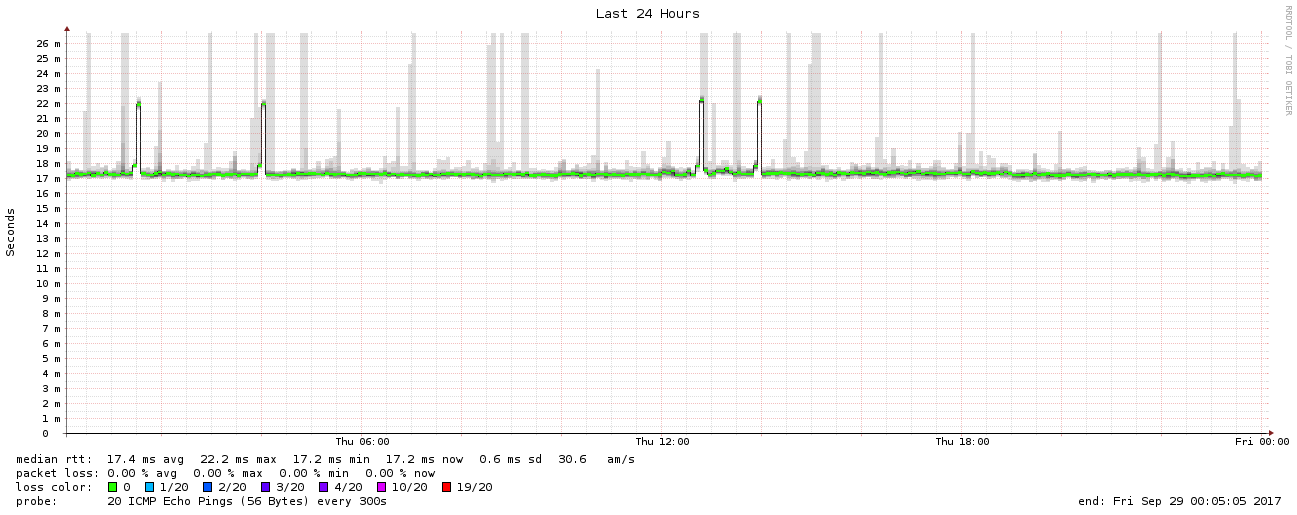 Last 24 Hours
RRDTOOL / TOBI OETIKER
Seconds
26 m
25 m
24 m
23 m
22 m
21 m
20 m
19 m
18 m
17 m
16 m
15 m
14 m
13 m
12 m
11 m
10 m
9 m
8 m
7 m
6 m
5 m
4 m
3 m
2 m
1 m
0
Thu 06:00 Thu 12:00 Thu 18:00 Fri 00:00
median rtt: 17.4 ms avg 22.2 ms max 17.2 ms min 17.2 ms now 0.6 ms sd 30.6 am/s
packet loss: 0.00 % avg 0.00 % max 0.00 % min 0.00 % now
loss color: 0 1/20 2/20 3/20 4/20 10/20 19/20
probe: 20 ICMP Echo Pings (56 Bytes) every 300s end: Fri Sep 29 00:05:05 2017